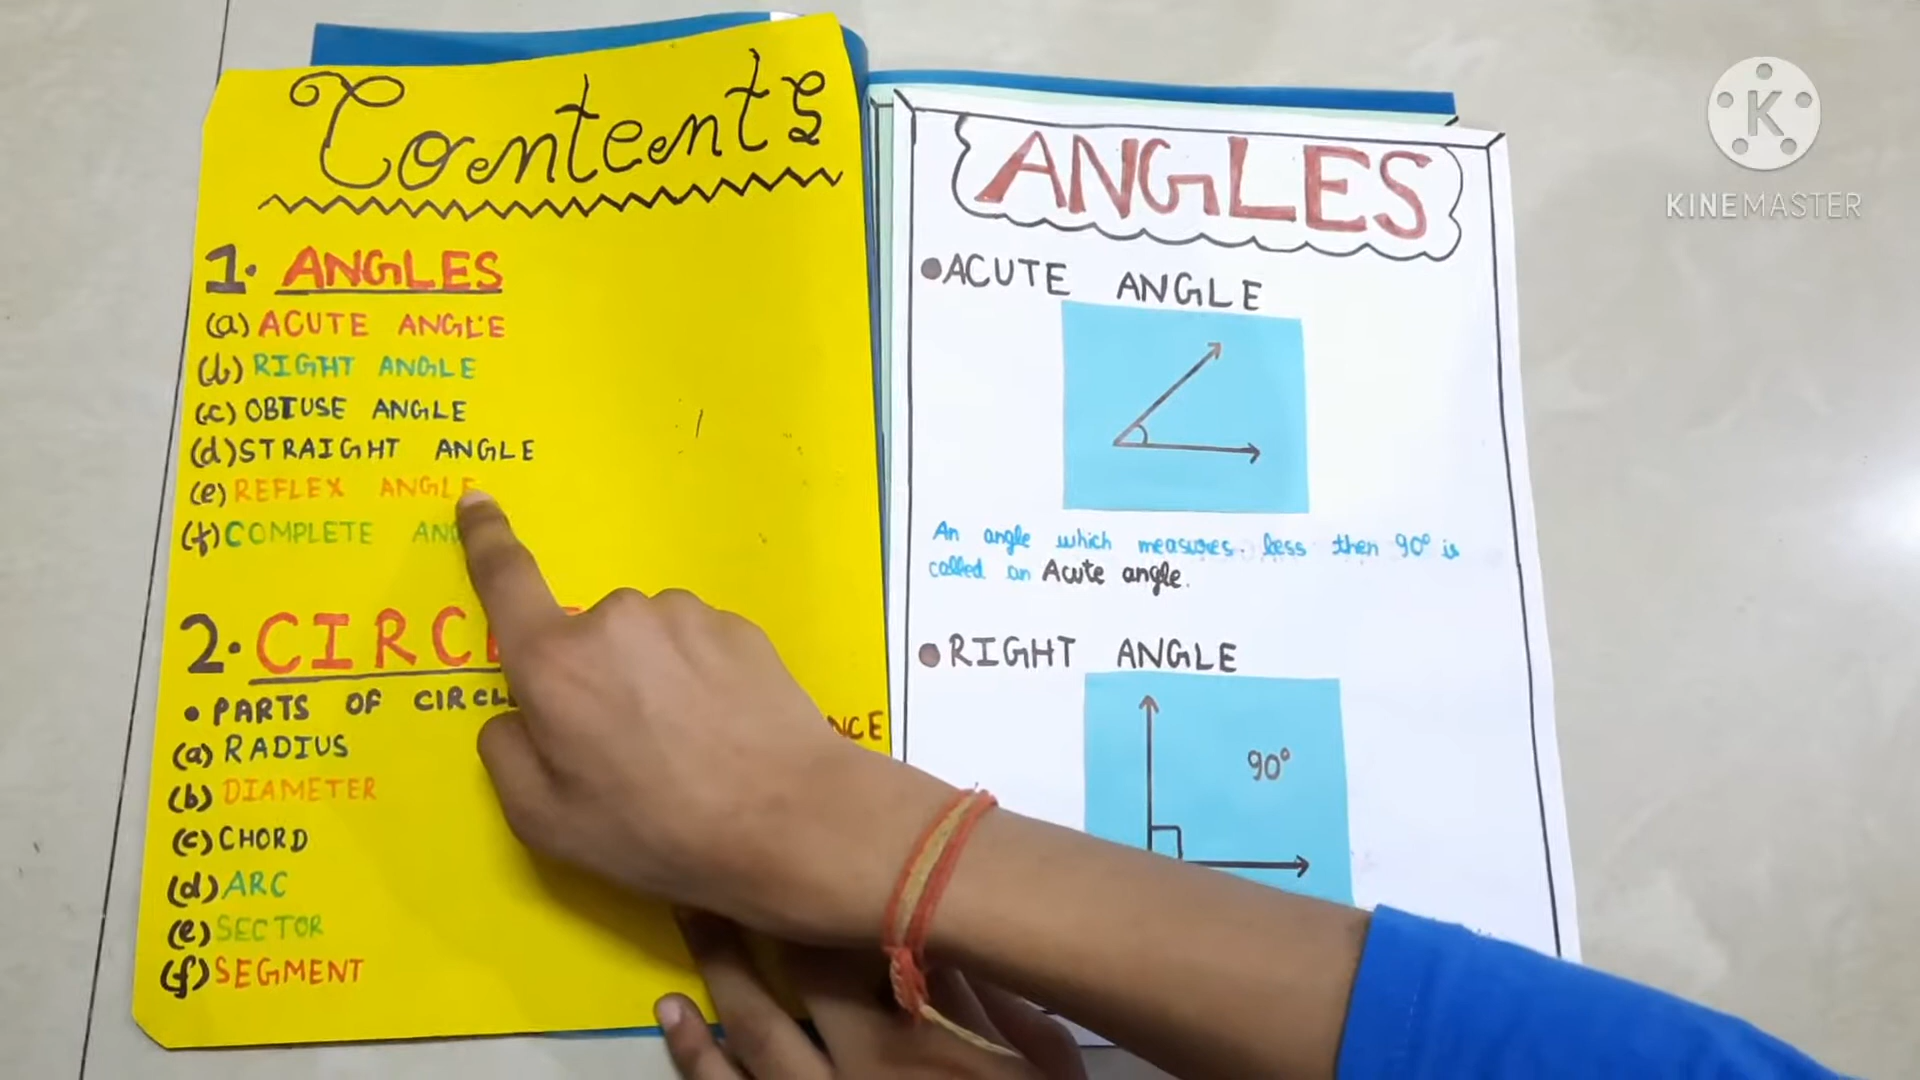 Contents
1. ANGLES
(a) ACUTE ANGLE
(b) RIGHT ANGLE
(c) OBTUSE ANGLE
(d) STRAIGHT ANGLE
(e) REFLEX ANGLE
(f) COMPLETE
2.
• PARTS OF
(a) RADIUS
(b) DIAMETER
(c) CHORD
(d) ARC
(e) SECTOR
(f) SEGMENT
ANGLES
• ACUTE ANGLE
An angle which measures. less then 90° is
called an Acute angle.
• RIGHT ANGLE
90°
K
KINEMASTER